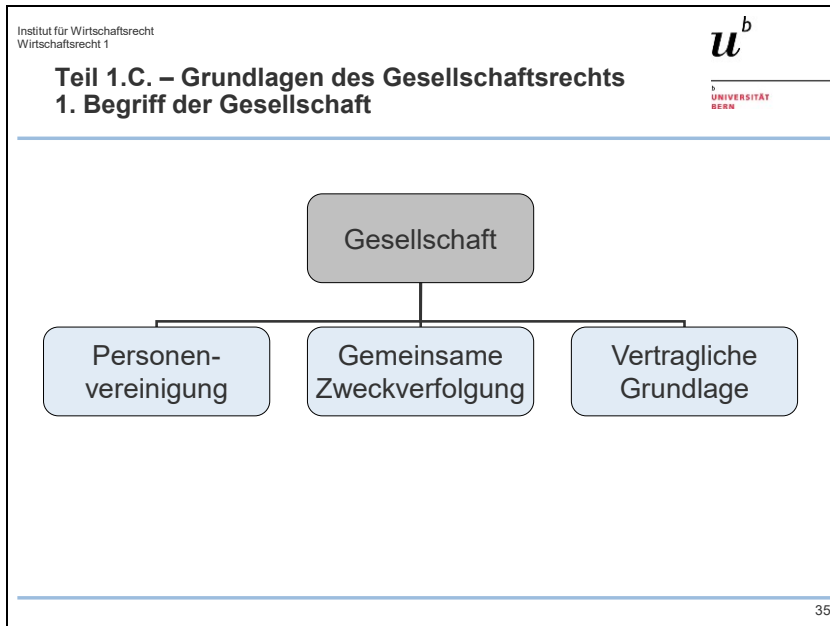 Institut für Wirtschaftsrecht
Wirtschaftsrecht 1
u^b
b
UNIVERSITÄT
BERN
Teil 1.C. – Grundlagen des Gesellschaftsrechts
1. Begriff der Gesellschaft
Gesellschaft
Personen-
vereinigung
Gemeinsame
Zweckverfolgung
Vertragliche
Grundlage
35